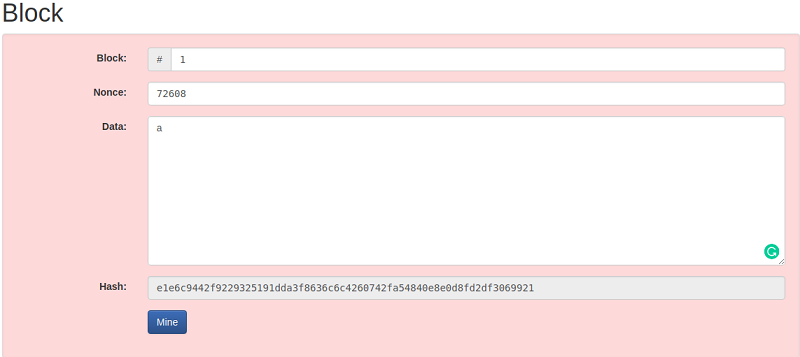 Block
Block: # 1
Nonce: 72608
Data: a
Hash: e1e6c9442f9229325191dda3f8636c6c4260742fa54840e8e0d8fd2df3069921
Mine